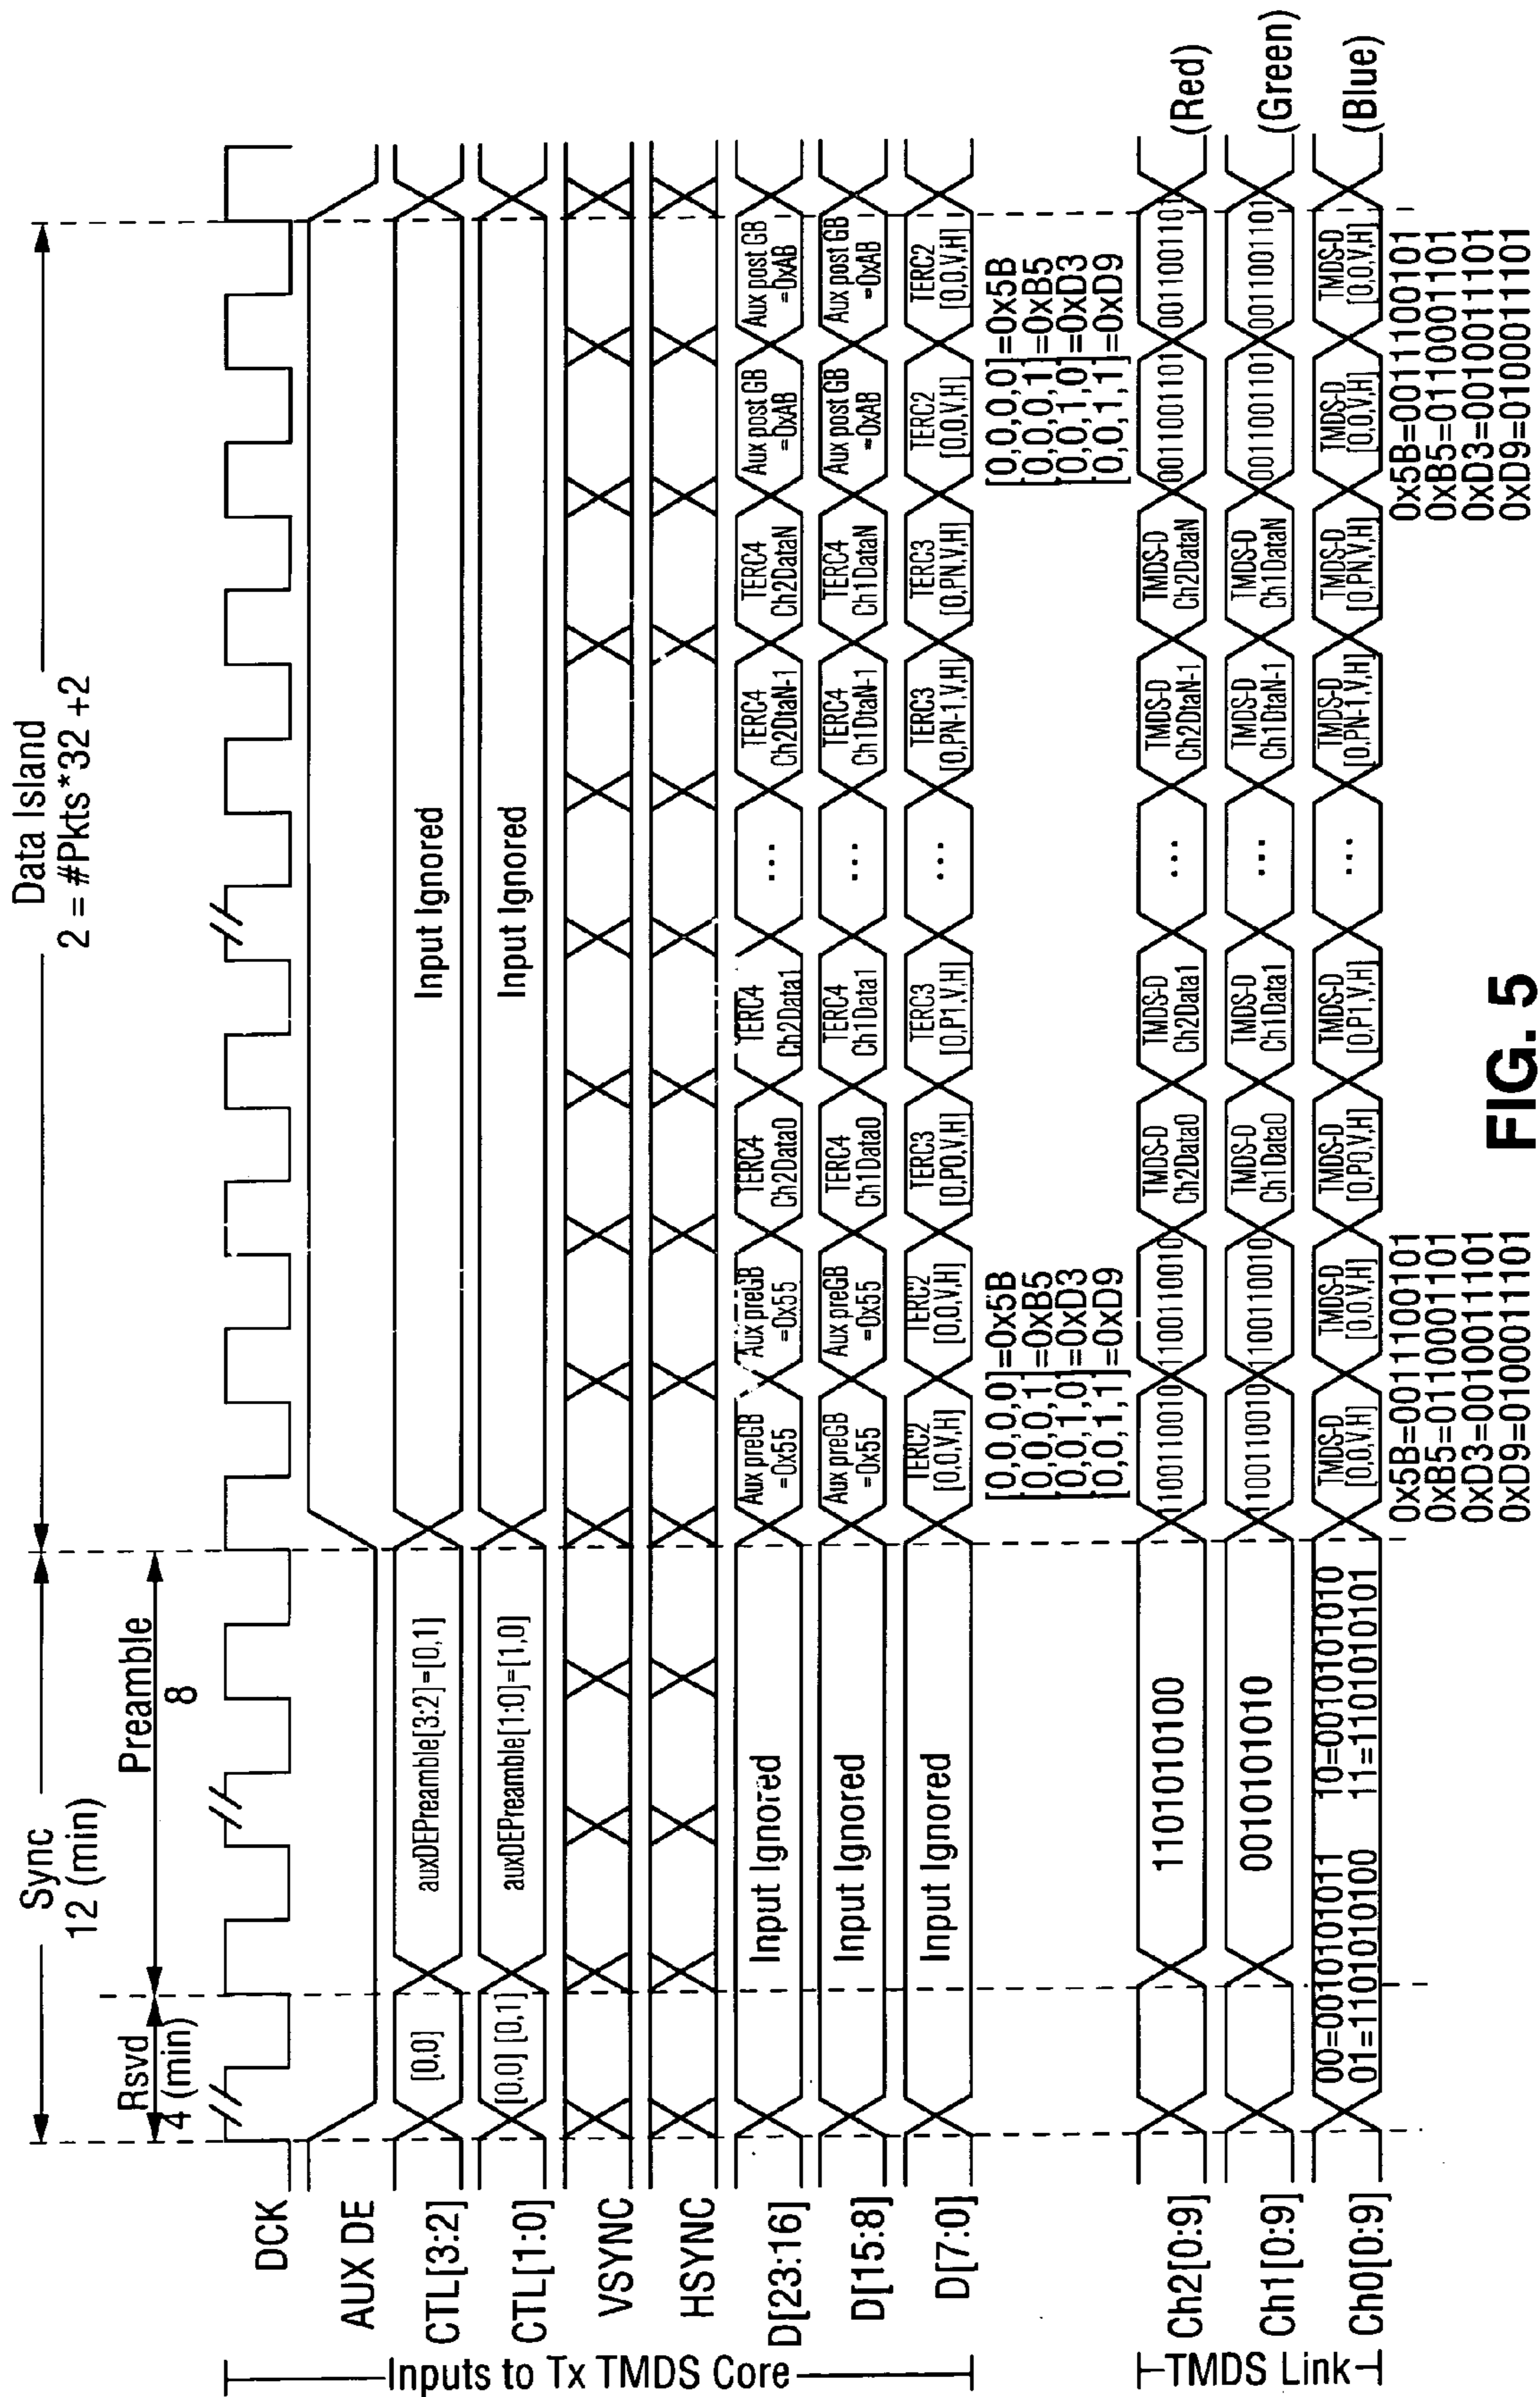 Sync
12 (min)
Data Island
2 = #Pkts*32 +2
Rsvd
4 (min)
Preamble
8
Inputs to Tx TMDS Core
DCK
AUX DE
CTL[3:2]
[0,0]
auxDEPreamble[3:2]=[0,1]
Input Ignored
CTL[1:0]
[0,0] [0,1]
auxDEPreamble[1:0]=[1,0]
Input Ignored
VSYNC
HSYNC
D[23:16]
Input Ignored
Aux preGB
=0x55
Aux preGB
=0x55
TERC4
Ch2Data0
TERC4
Ch2Data1
...
TERC4
Ch2DtaN-1
TERC4
Ch2DataN
Aux post GB
=0xAB
Aux post GB
=0xAB
D[15:8]
Input Ignored
Aux preGB
=0x55
Aux preGB
=0x55
TERC4
Ch1Data0
TERC4
Ch1Data1
...
TERC4
Ch1DtaN-1
TERC4
Ch1DataN
Aux post GB
=0xAB
Aux post GB
=0xAB
D[7:0]
Input Ignored
TERC2
[0,0,V,H]
TERC2
[0,0,V,H]
TERC3
[0,P0,V,H]
TERC3
[0,P1,V,H]
...
TERC3
[0,PN-1,V,H]
TERC3
[0,PN,V,H]
TERC2
[0,0,V,H]
TERC2
[0,0,V,H]
[0,0,0,0]=0x5B
[0,0,0,1]=0xB5
[0,0,1,0]=0xD3
[0,0,1,1]=0xD9
[0,0,0,0]=0x5B
[0,0,0,1]=0xB5
[0,0,1,0]=0xD3
[0,0,1,1]=0xD9
TMDS Link
Ch2[0:9]
1101010100
1100110010
1100110010
TMDS-D
Ch2Data0
TMDS-D
Ch2Data1
...
TMDS-D
Ch2DtaN-1
TMDS-D
Ch2DataN
0011001101
0011001101
(Red)
Ch1[0:9]
0010101010
1100110010
1100110010
TMDS-D
Ch1Data0
TMDS-D
Ch1Data1
...
TMDS-D
Ch1DtaN-1
TMDS-D
Ch1DataN
0011001101
0011001101
(Green)
Ch0[0:9]
00=0010101011 10=0010101010
01=1101010100 11=1101010101
TMDS-D
[0,0,V,H]
TMDS-D
[0,0,V,H]
TMDS-D
[0,P0,V,H]
TMDS-D
[0,P1,V,H]
...
TMDS-D
[0,PN-1,V,H]
TMDS-D
[0,PN,V,H]
TMDS-D
[0,0,V,H]
TMDS-D
[0,0,V,H]
(Blue)
0x5B=0011100101
0xB5=0110001101
0xD3=0010011101
0xD9=0100011101
0x5B=0011100101
0xB5=0110001101
0xD3=0010011101
0xD9=0100011101
FIG. 5